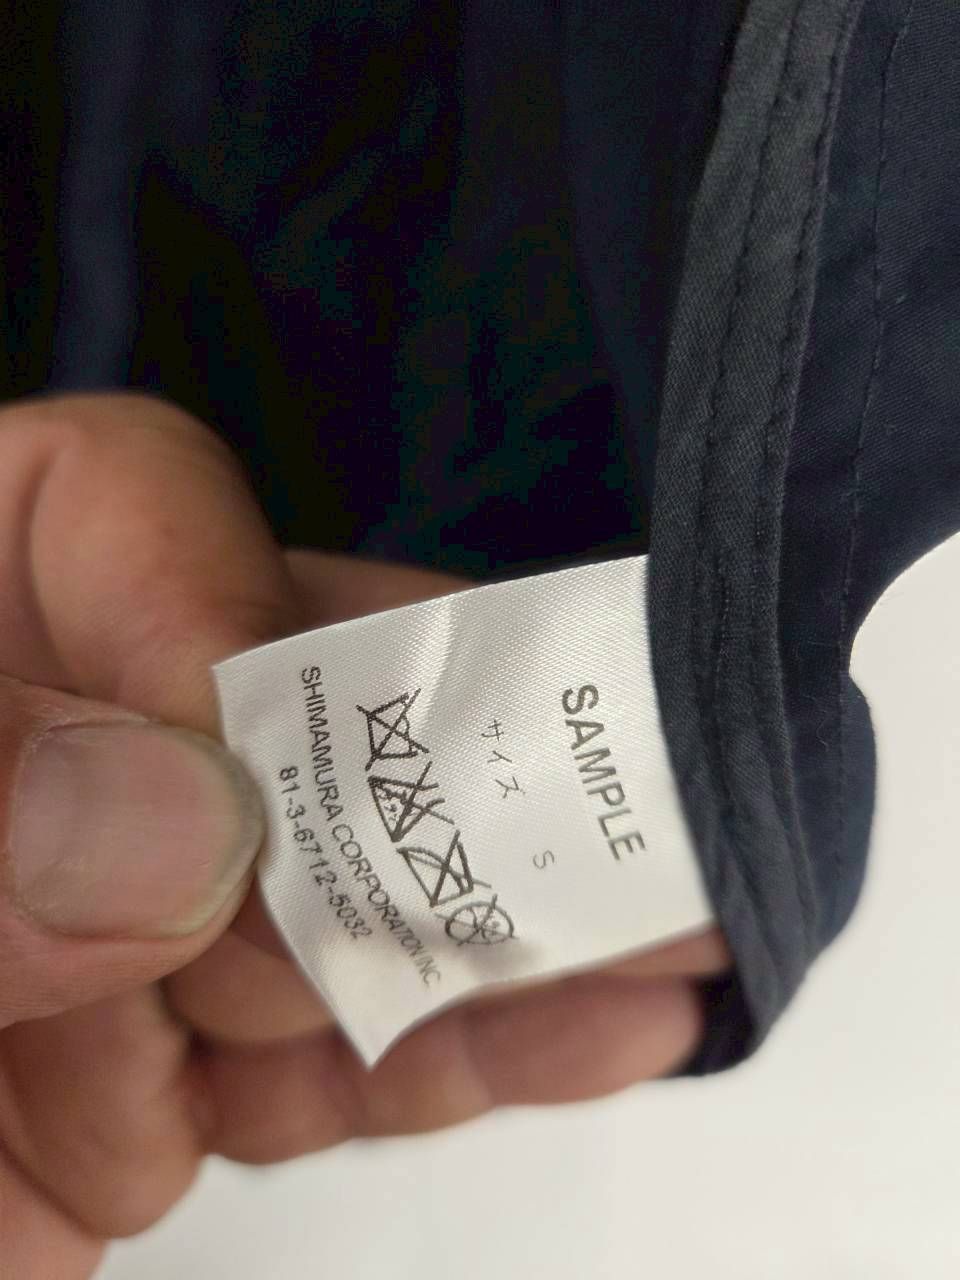 SAMPLE
サイズ S
SHIMAMURA CORPORATION INC
81-3-6712-5032